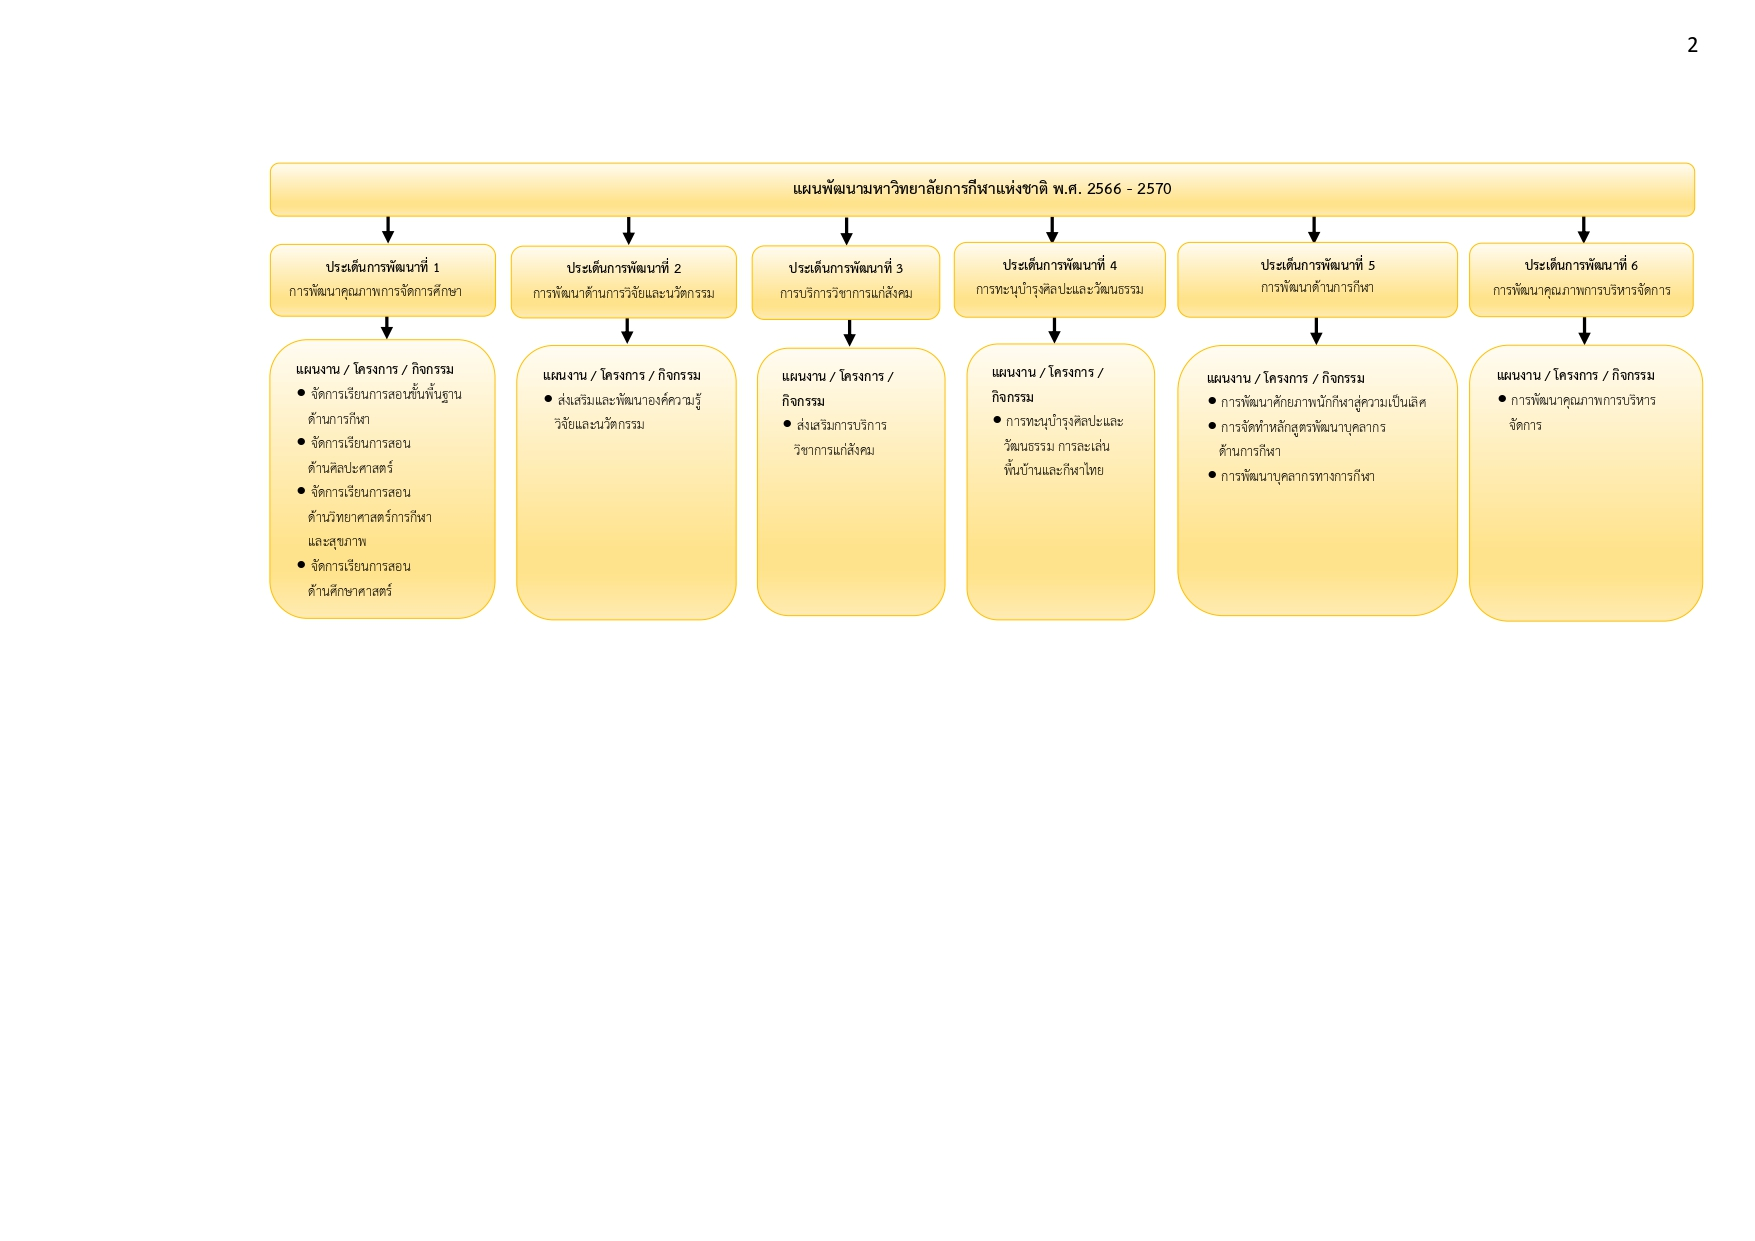 2
แผนพัฒนามหาวิทยาลัยการกีฬาแห่งชาติ พ.ศ. 2566 - 2570
ประเด็นการพัฒนาที่ 1
การพัฒนาคุณภาพการจัดการศึกษา
ประเด็นการพัฒนาที่ 2
การพัฒนาด้านการวิจัยและนวัตกรรม
ประเด็นการพัฒนาที่ 3
การบริการวิชาการแก่สังคม
ประเด็นการพัฒนาที่ 4
การทะนุบำรุงศิลปะและวัฒนธรรม
ประเด็นการพัฒนาที่ 5
การพัฒนาด้านการกีฬา
ประเด็นการพัฒนาที่ 6
การพัฒนาคุณภาพการบริหารจัดการ
แผนงาน / โครงการ / กิจกรรม
● จัดการเรียนการสอนขั้นพื้นฐาน
ด้านการกีฬา
● จัดการเรียนการสอน
ด้านศิลปะศาสตร์
● จัดการเรียนการสอน
ด้านวิทยาศาสตร์การกีฬา
และสุขภาพ
● จัดการเรียนการสอน
ด้านศึกษาศาสตร์
แผนงาน / โครงการ / กิจกรรม
● ส่งเสริมและพัฒนาองค์ความรู้
วิจัยและนวัตกรรม
แผนงาน / โครงการ /
กิจกรรม
● ส่งเสริมการบริการ
วิชาการแก่สังคม
แผนงาน / โครงการ /
กิจกรรม
● การทะนุบำรุงศิลปะและ
วัฒนธรรม การละเล่น
พื้นบ้านและกีฬาไทย
แผนงาน / โครงการ / กิจกรรม
● การพัฒนาศักยภาพนักกีฬาสู่ความเป็นเลิศ
● การจัดทำหลักสูตรพัฒนาบุคลากร
ด้านการกีฬา
● การพัฒนาบุคลากรทางการกีฬา
แผนงาน / โครงการ / กิจกรรม
● การพัฒนาคุณภาพการบริหาร
จัดการ